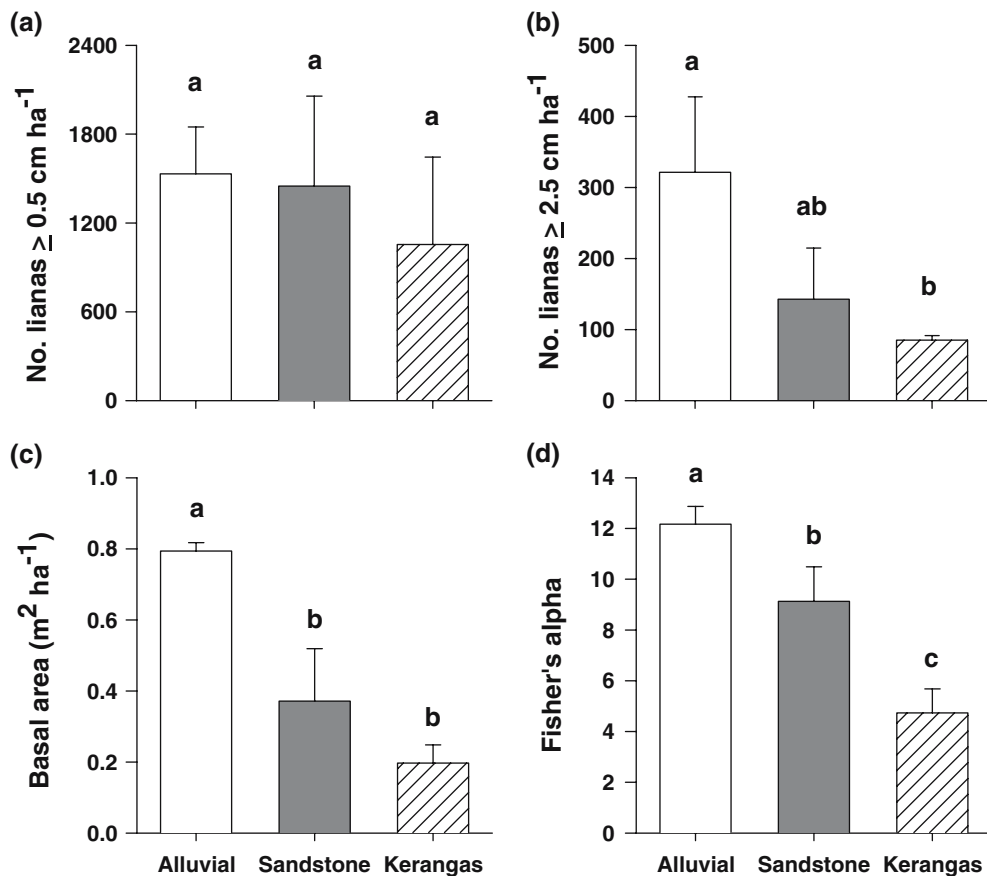 (a)
No. lianas ≥ 0.5 cm ha⁻¹
2400
1800
1200
600
0
a
a
a
(b)
No. lianas ≥ 2.5 cm ha⁻¹
500
400
300
200
100
0
a
ab
b
(c)
Basal area (m² ha⁻¹)
1.0
0.8
0.6
0.4
0.2
0.0
a
b
b
Alluvial Sandstone Kerangas
(d)
Fisher's alpha
14
12
10
8
6
4
2
0
a
b
c
Alluvial Sandstone Kerangas